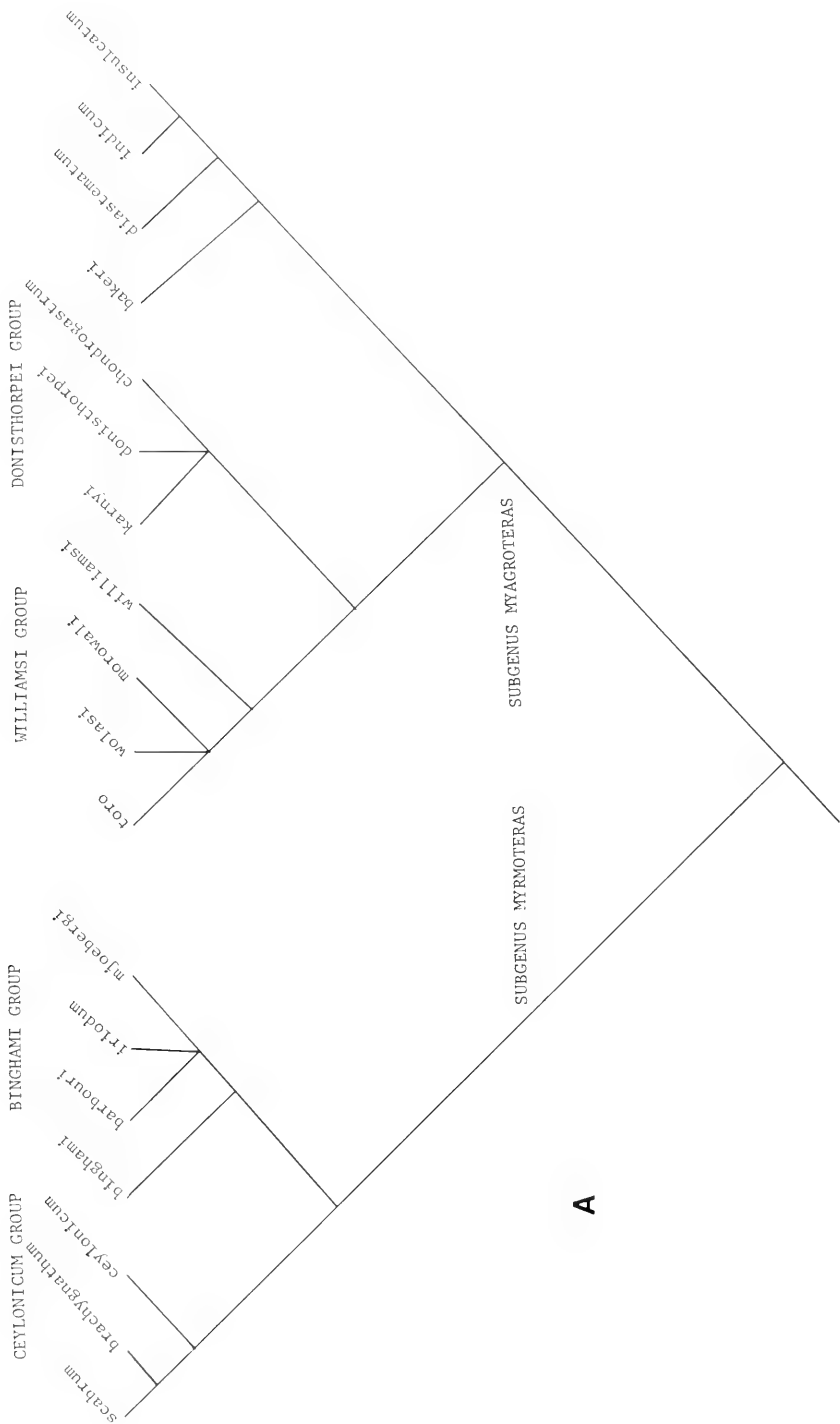 CEYLONICUM GROUP
BINGHAMI GROUP
WILLIAMSI GROUP
DONISTHORPEI GROUP
scabrum
brachygnathum
ceylonicum
binghami
barbouri
iriodum
mjoebergi
toro
wolasi
morowali
williamsi
karnyi
donisthorpei
chondrogastrum
bakeri
diastematum
indicum
insulcatum
SUBGENUS MYRMOTERAS
SUBGENUS MYAGROTERAS
A